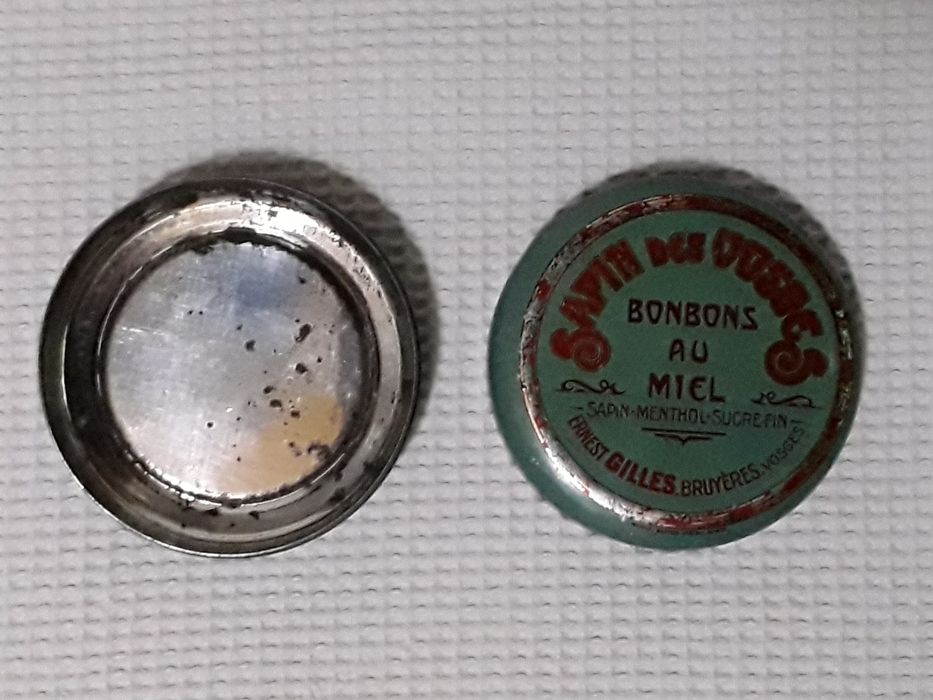 SAPIN DES VOSGES
BONBONS
AU
MIEL
SAPIN-MENTHOL-SUCRE FIN
ERNEST GILLES. BRUYÈRES. VOSGES